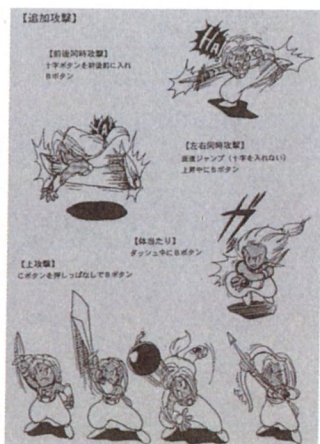 【追加攻撃】
HA!
【前後同時攻撃】
十字ボタンを前後前に入れ
Bボタン
【左右同時攻撃】
垂直ジャンプ(十字を入れない)
上昇中にBボタン
ガッ
【体当たり】
ダッシュ中にBボタン
【上攻撃】
Cボタンを押しっぱなしでBボタン